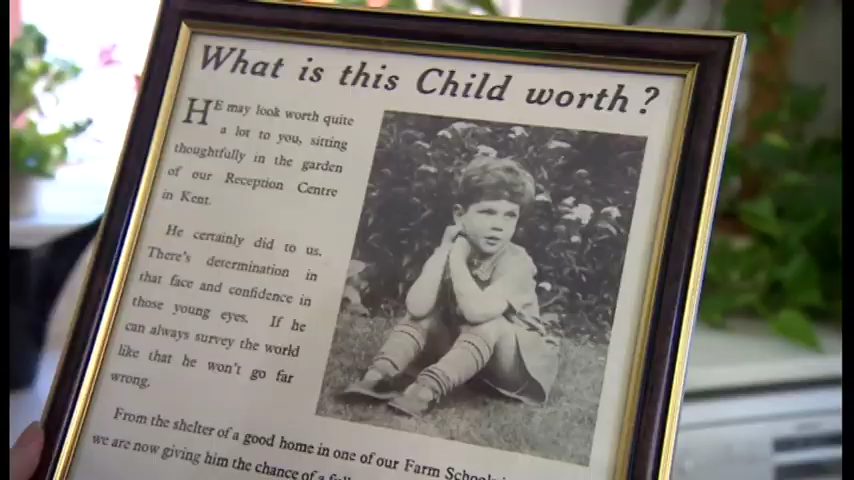 What is this Child worth?
HE may look worth quite
a lot to you, sitting
thoughtfully in the garden
of our Reception Centre
in Kent.
He certainly did to us.
There's determination in
that face and confidence in
those young eyes. If he
can always survey the world
like that he won't go far
wrong.
From the shelter of a good home in one of our Farm Schools
we are now giving him the chance of a